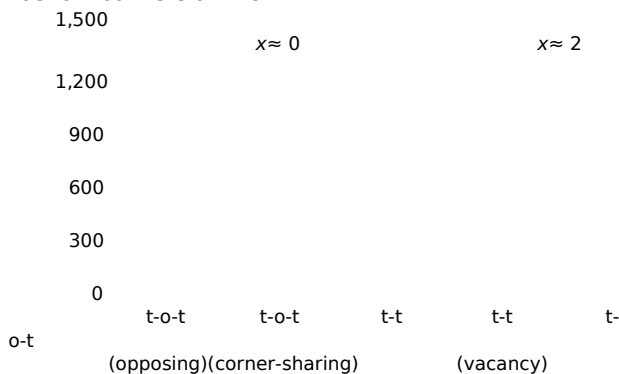 1,500
x≈ 0 x≈ 2
1,200
900
600
300
0
t-o-t t-o-t t-t t-t t-
o-t
(opposing)(corner-sharing) (vacancy)